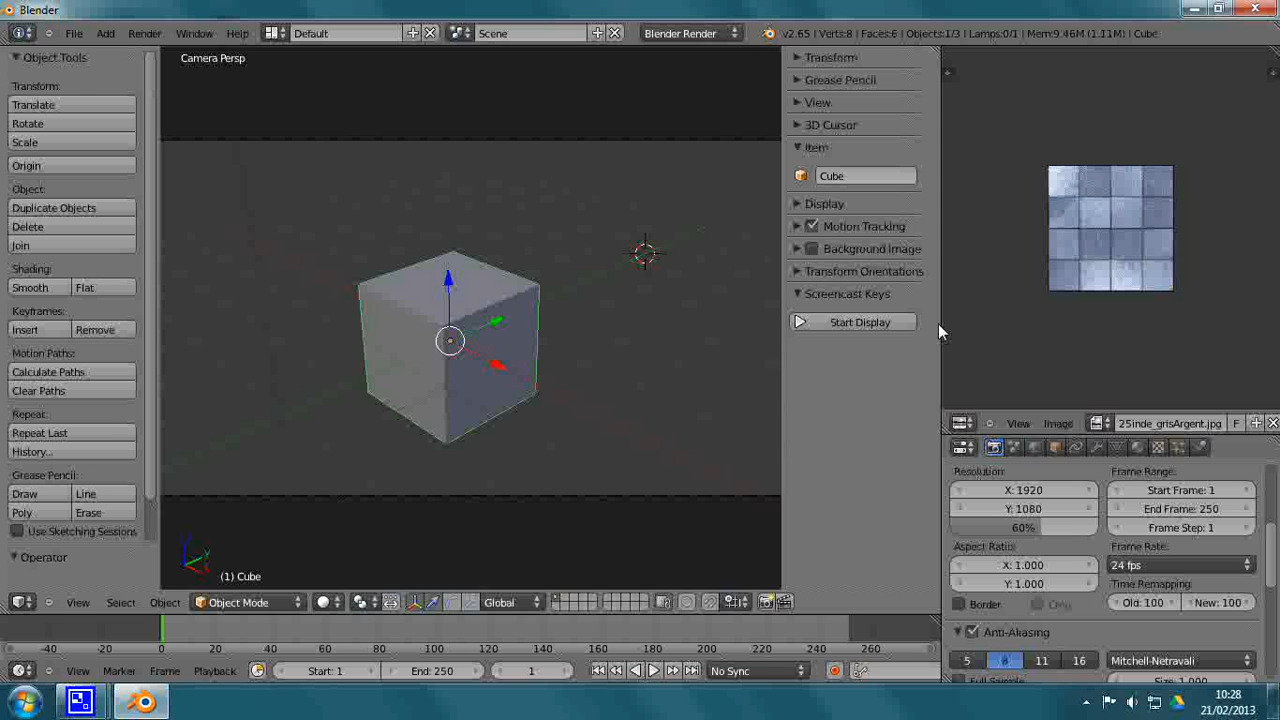 Blender
File Add Render Window Help Default Scene Blender Render v2.65 | Verts:8 | Faces:6 | Objects:1/3 | Lamps:0/1 | Mem:9.46M (1.11M) | Cube
Object Tools
Transform:
Translate
Rotate
Scale
Origin
Object:
Duplicate Objects
Delete
Join
Shading:
Smooth Flat
Keyframes:
Insert Remove
Motion Paths:
Calculate Paths
Clear Paths
Repeat:
Repeat Last
History...
Grease Pencil:
Draw Line
Poly Erase
Use Sketching Sessions
Operator
Camera Persp
(1) Cube
Transform
Grease Pencil
View
3D Cursor
Item
Cube
Display
Motion Tracking
Background Image
Transform Orientations
Screencast Keys
Start Display
View Image 25inde_grisArgent.jpg F
Resolution: Frame Range:
X: 1920 Start Frame: 1
Y: 1080 End Frame: 250
60% Frame Step: 1
Aspect Ratio: Frame Rate:
X: 1.000 24 fps
Y: 1.000 Time Remapping:
Border Crop Old: 100 New: 100
Anti-Aliasing
5 8 11 16 Mitchell-Netravali
Full Sample Size: 1.000
View Select Object Object Mode Global
-40 -20 0 20 40 60 80 100 120 140 160 180 200 220 240 260
View Marker Frame Playback Start: 1 End: 250 1 No Sync
10:28
21/02/2013